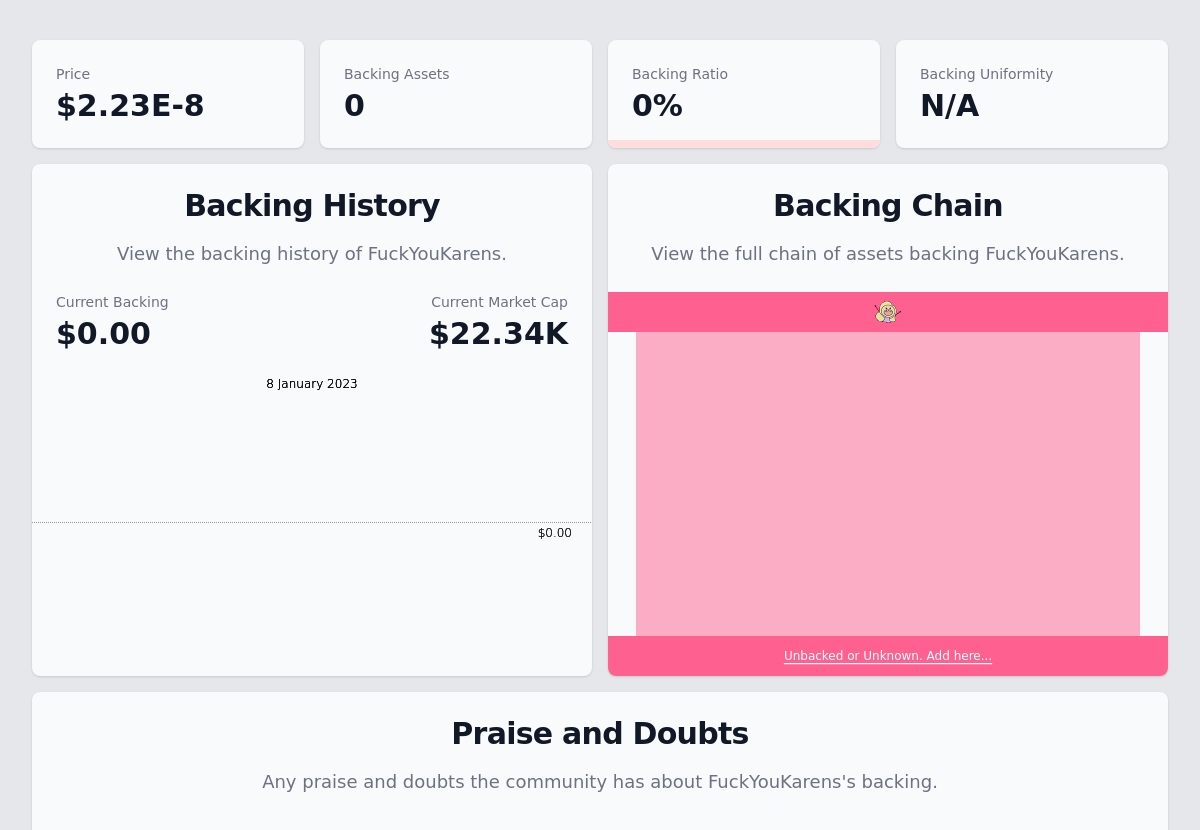 Price
$2.23E-8
Backing Assets
0
Backing Ratio
0%
Backing Uniformity
N/A
Backing History
View the backing history of FuckYouKarens.
Current Backing
$0.00
Current Market Cap
$22.34K
8 January 2023
$0.00
Backing Chain
View the full chain of assets backing FuckYouKarens.
Unbacked or Unknown. Add here...
Praise and Doubts
Any praise and doubts the community has about FuckYouKarens's backing.